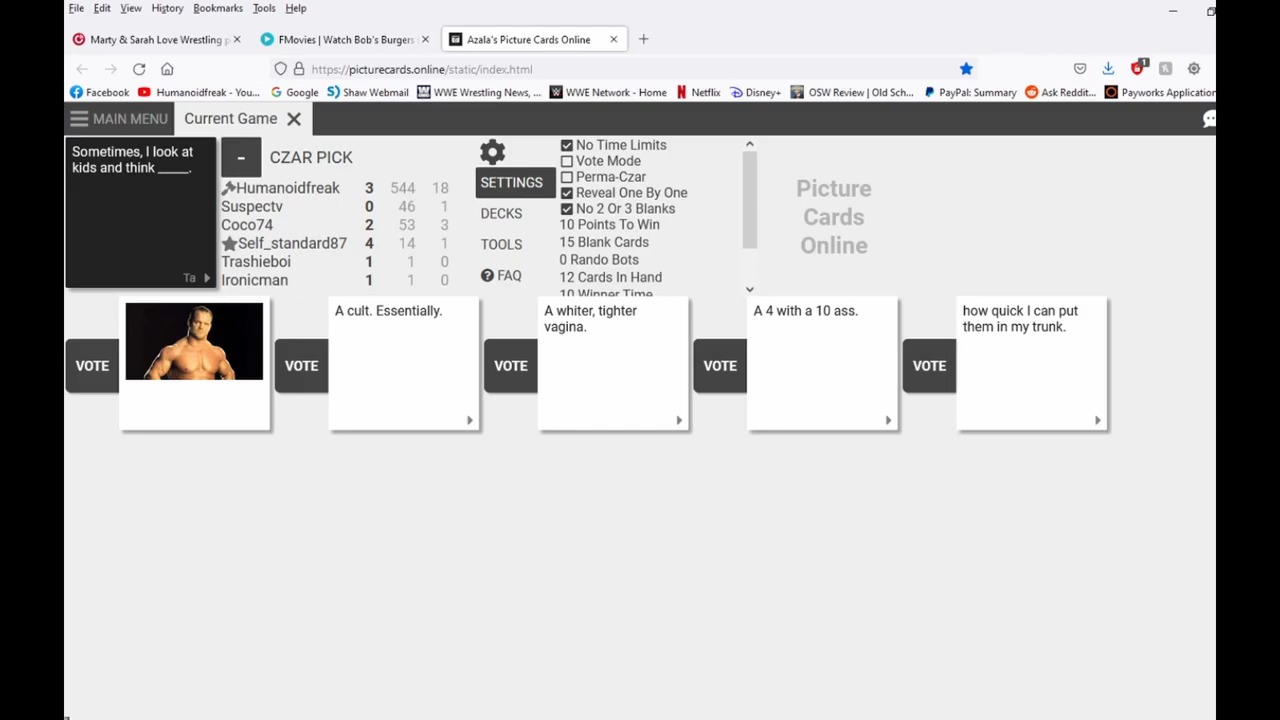 File Edit View History Bookmarks Tools Help
Marty & Sarah Love Wrestling p
FMovies | Watch Bob's Burgers
Azala's Picture Cards Online
https://picturecards.online/static/index.html
1
Facebook
Humanoidfreak - You...
Google
Shaw Webmail
WWE Wrestling News, ...
WWE Network - Home
Netflix
Disney+
OSW Review | Old Sch...
PayPal: Summary
Ask Reddit...
Payworks Application
MAIN MENU
Current Game
Sometimes, I look at
kids and think _____.
Ta
-
CZAR PICK
Humanoidfreak 3 544 18
Suspectv 0 46 1
Coco74 2 53 3
Self_standard87 4 14 1
Trashieboi 1 1 0
Ironicman 1 1 0
SETTINGS
DECKS
TOOLS
FAQ
No Time Limits
Vote Mode
Perma-Czar
Reveal One By One
No 2 Or 3 Blanks
10 Points To Win
15 Blank Cards
0 Rando Bots
12 Cards In Hand
10 Winner Time
Picture
Cards
Online
VOTE
VOTE
A cult. Essentially.
VOTE
A whiter, tighter
vagina.
VOTE
A 4 with a 10 ass.
VOTE
how quick I can put
them in my trunk.